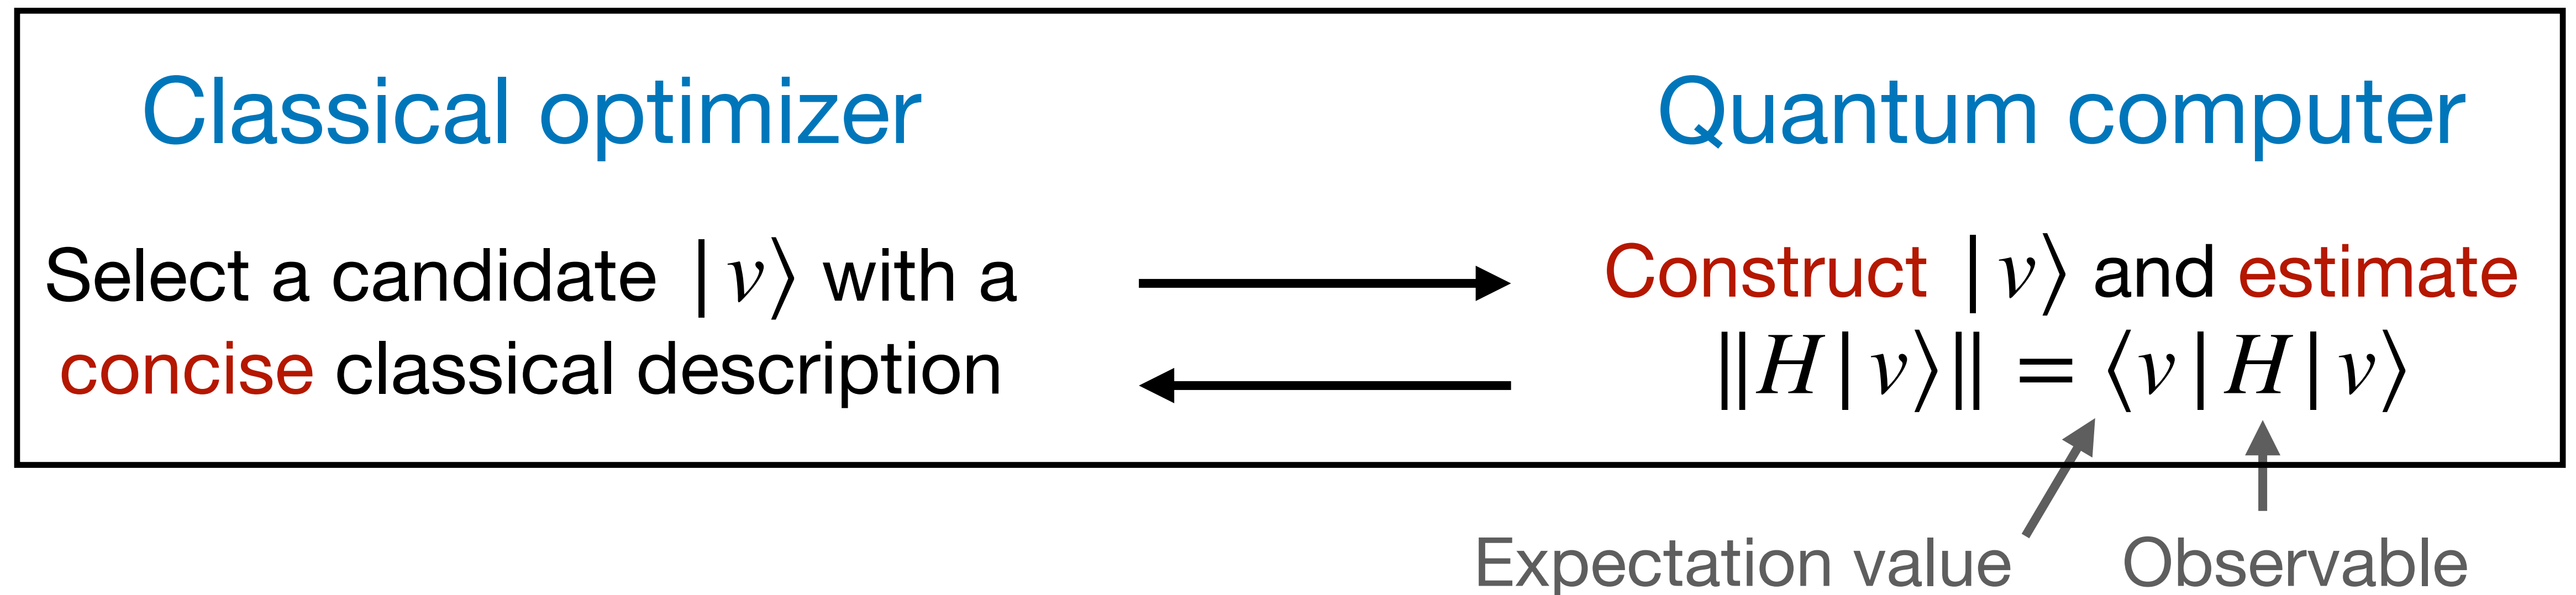 Classical optimizer
Select a candidate |v⟩ with a
concise classical description
Quantum computer
Construct |v⟩ and estimate
‖H|v⟩‖ = ⟨v|H|v⟩
Expectation value
Observable